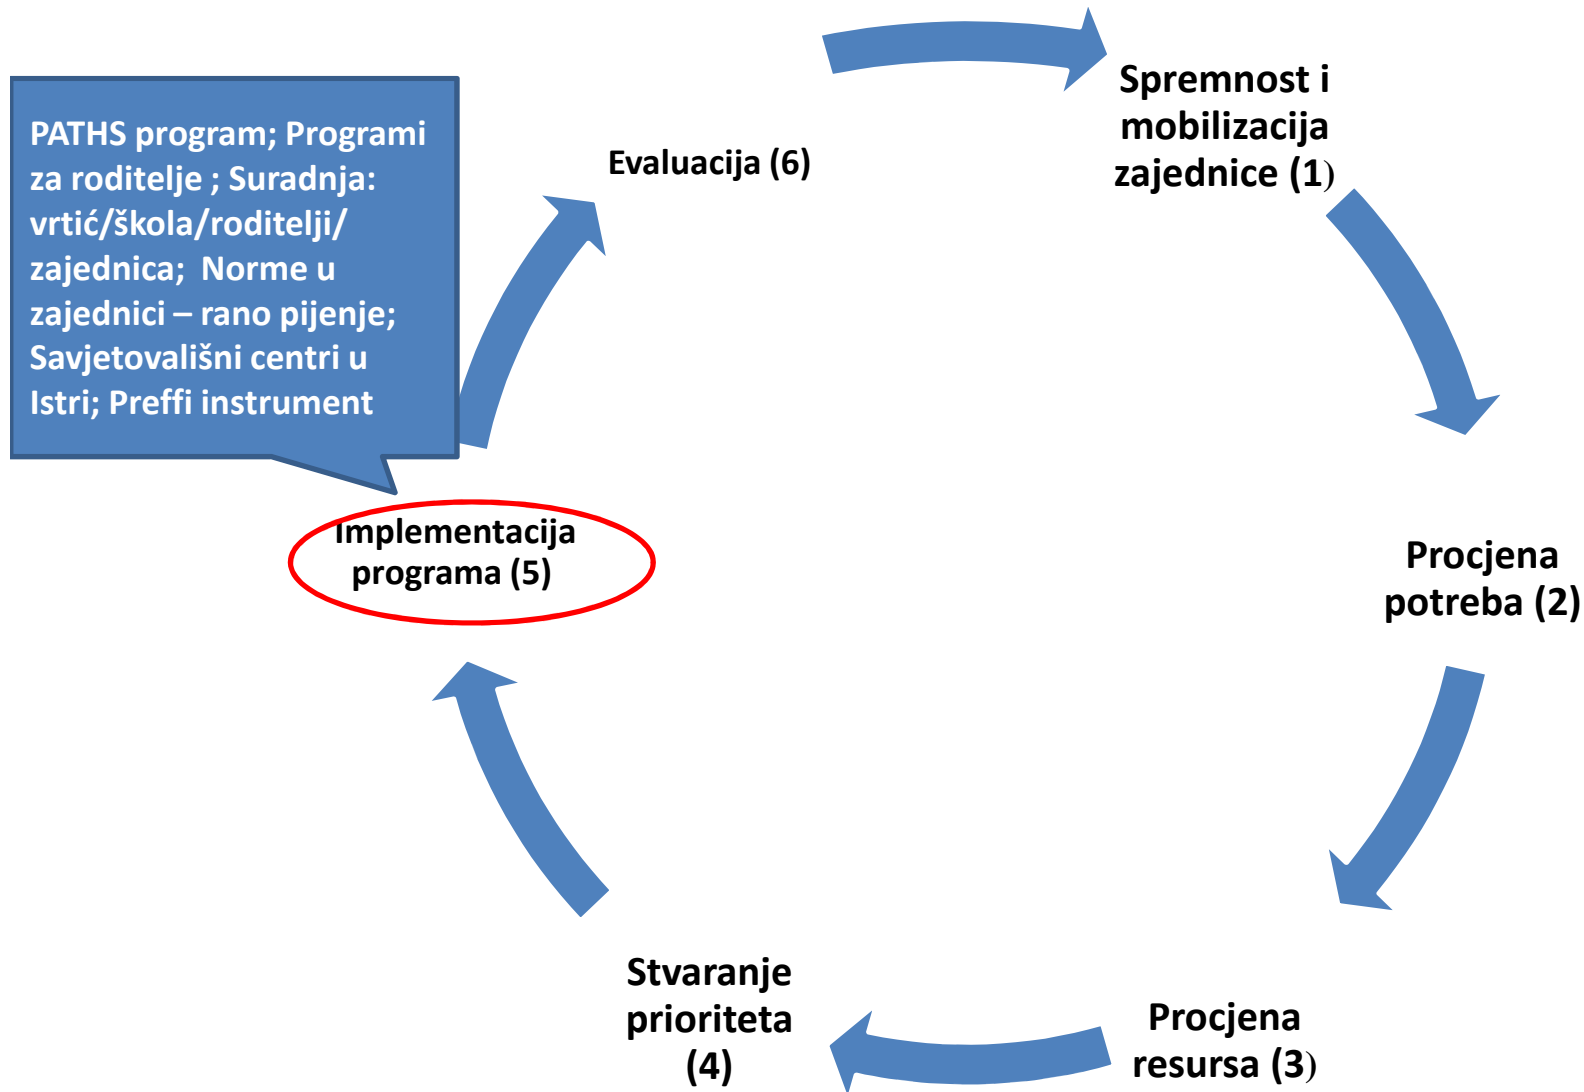 PATHS program; Programi
za roditelje ; Suradnja:
vrtić/škola/roditelji/
zajednica;  Norme u
zajednici – rano pijenje;
Savjetovališni centri u
Istri; Preffi instrument
Evaluacija (6)
Spremnost i
mobilizacija
zajednice (1)
Implementacija
programa (5)
Procjena
potreba (2)
Stvaranje
prioriteta
(4)
Procjena
resursa (3)